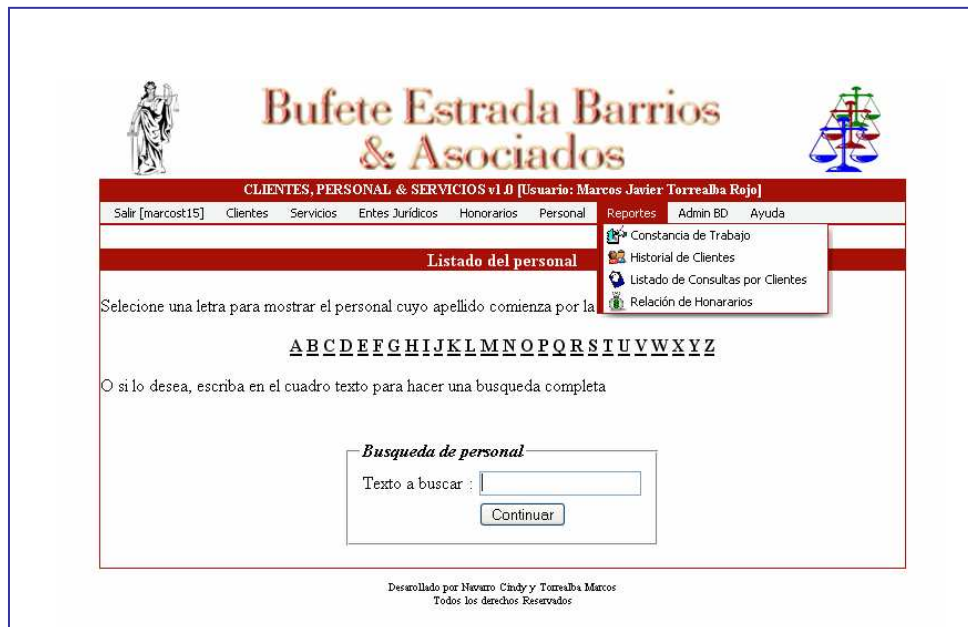 Bufete Estrada Barrios
& Asociados
CLIENTES, PERSONAL & SERVICIOS v1.0 [Usuario: Marcos Javier Torrealba Rojo]
Salir [marcost15] Clientes Servicios Entes Jurídicos Honorarios Personal Reportes Admin BD Ayuda
Constancia de Trabajo
Historial de Clientes
Listado de Consultas por Clientes
Relación de Honararios
Listado del personal
Selecione una letra para mostrar el personal cuyo apellido comienza por la
A B C D E F G H I J K L M N O P Q R S T U V W X Y Z
O si lo desea, escriba en el cuadro texto para hacer una busqueda completa
Busqueda de personal
Texto a buscar :
Continuar
Desarollado por Navarro Cindy y Torrealba Marcos
Todos los derechos Reservados